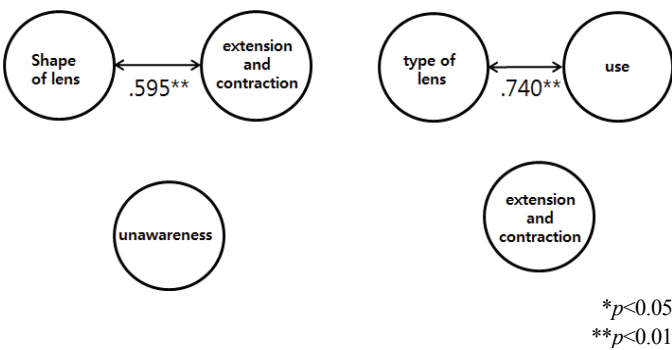 Shape
of lens
extension
and
contraction
.595**
type of
lens
use
.740**
unawareness
extension
and
contraction
*p<0.05
**p<0.01